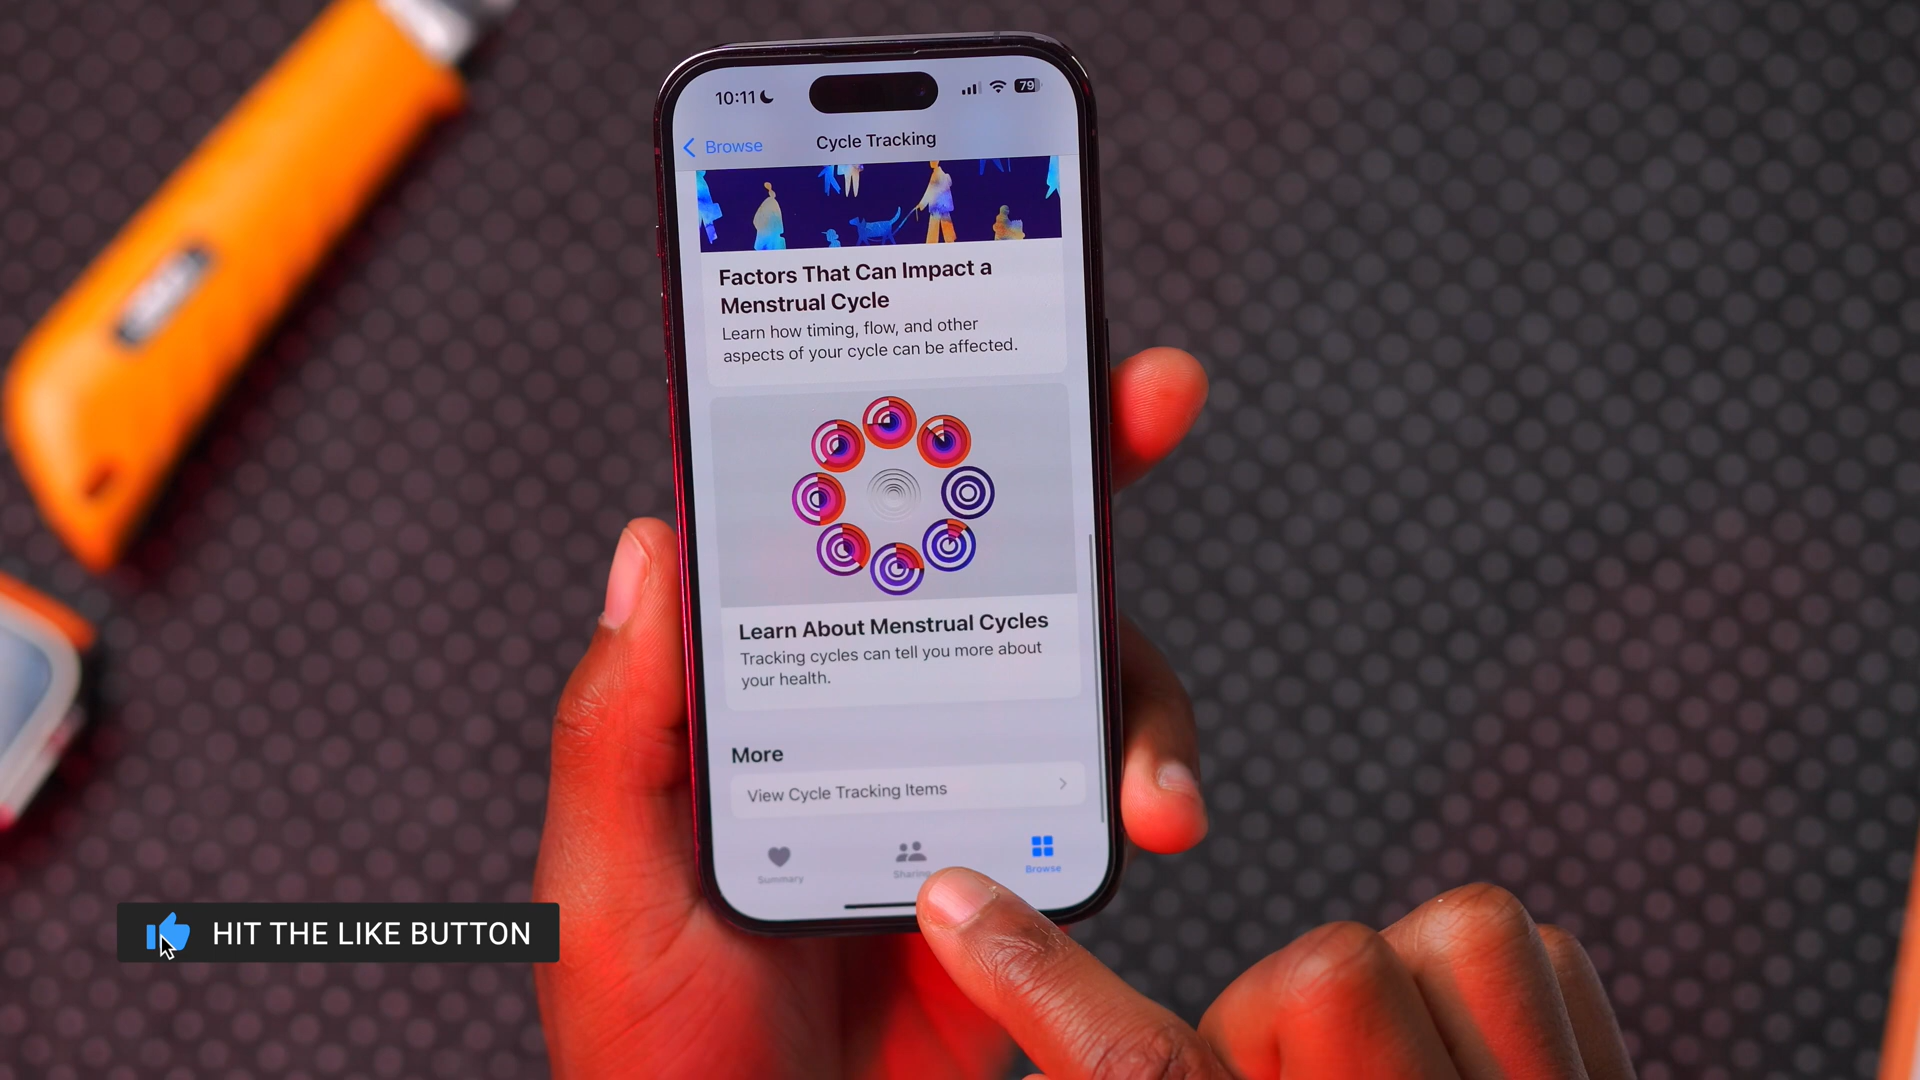 10:11
79
Browse
Cycle Tracking
Factors That Can Impact a
Menstrual Cycle
Learn how timing, flow, and other
aspects of your cycle can be affected.
Learn About Menstrual Cycles
Tracking cycles can tell you more about
your health.
More
View Cycle Tracking Items
Summary
Sharing
Browse
HIT THE LIKE BUTTON